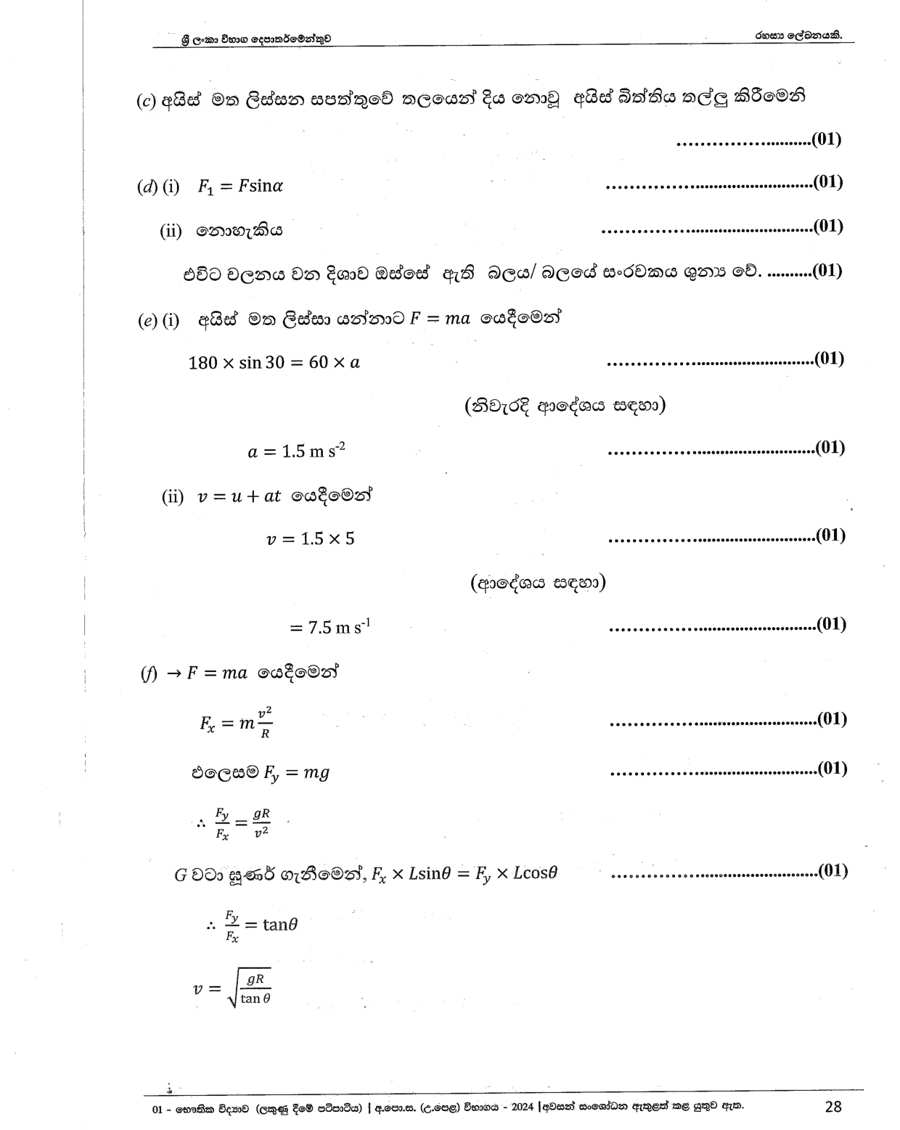 ශ්‍රී ලංකා විභාග දෙපාර්තමේන්තුව රහස්‍ය ලේඛනයකි.
(c) අයිස් මත ලිස්සන සපත්තුවේ තලයෙන් දිය නොවූ අයිස් බිත්තිය තල්ලු කිරීමෙනි
............................(01)
(d) (i) F₁ = Fsinα ............................(01)
(ii) නොහැකිය ............................(01)
එවිට චලනය වන දිශාව ඔස්සේ ඇති බලය/ බලයේ සංරචකය ශුන්‍ය වේ. ..........(01)
(e) (i) අයිස් මත ලිස්සා යන්නාට F = ma යෙදීමෙන්
180 × sin 30 = 60 × a ............................(01)
(නිවැරදි ආදේශය සඳහා)
a = 1.5 m s⁻² ............................(01)
(ii) v = u + at යෙදීමෙන්
v = 1.5 × 5 ............................(01)
(ආදේශය සඳහා)
= 7.5 m s⁻¹ ............................(01)
(f) → F = ma යෙදීමෙන්
Fₓ = m v²/R ............................(01)
එලෙසම F_y = mg ............................(01)
∴ F_y/Fₓ = gR/v²
G වටා ඝූර්ණ ගැනීමෙන්, Fₓ × Lsinθ = F_y × Lcosθ ............................(01)
∴ F_y/Fₓ = tanθ
v = √(gR/tan θ)
01 - භෞතික විද්‍යාව (ලකුණු දීමේ පටිපාටිය) | අ.පො.ස. (උ.පෙළ) විභාගය - 2024 | අවසන් සංශෝධන ඇතුළත් කළ යුතුව ඇත. 28